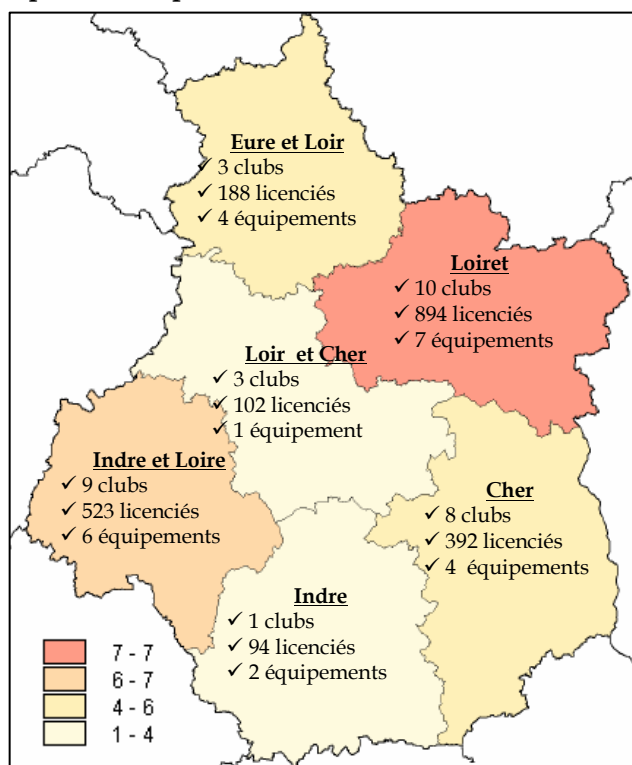 Eure et Loir
✓ 3 clubs
✓ 188 licenciés
✓ 4 équipements
Loiret
✓ 10 clubs
✓ 894 licenciés
✓ 7 équipements
Loir et Cher
✓ 3 clubs
✓ 102 licenciés
✓ 1 équipement
Indre et Loire
✓ 9 clubs
✓ 523 licenciés
✓ 6 équipements
Cher
✓ 8 clubs
✓ 392 licenciés
✓ 4 équipements
Indre
✓ 1 clubs
✓ 94 licenciés
✓ 2 équipements
7 - 7
6 - 7
4 - 6
1 - 4